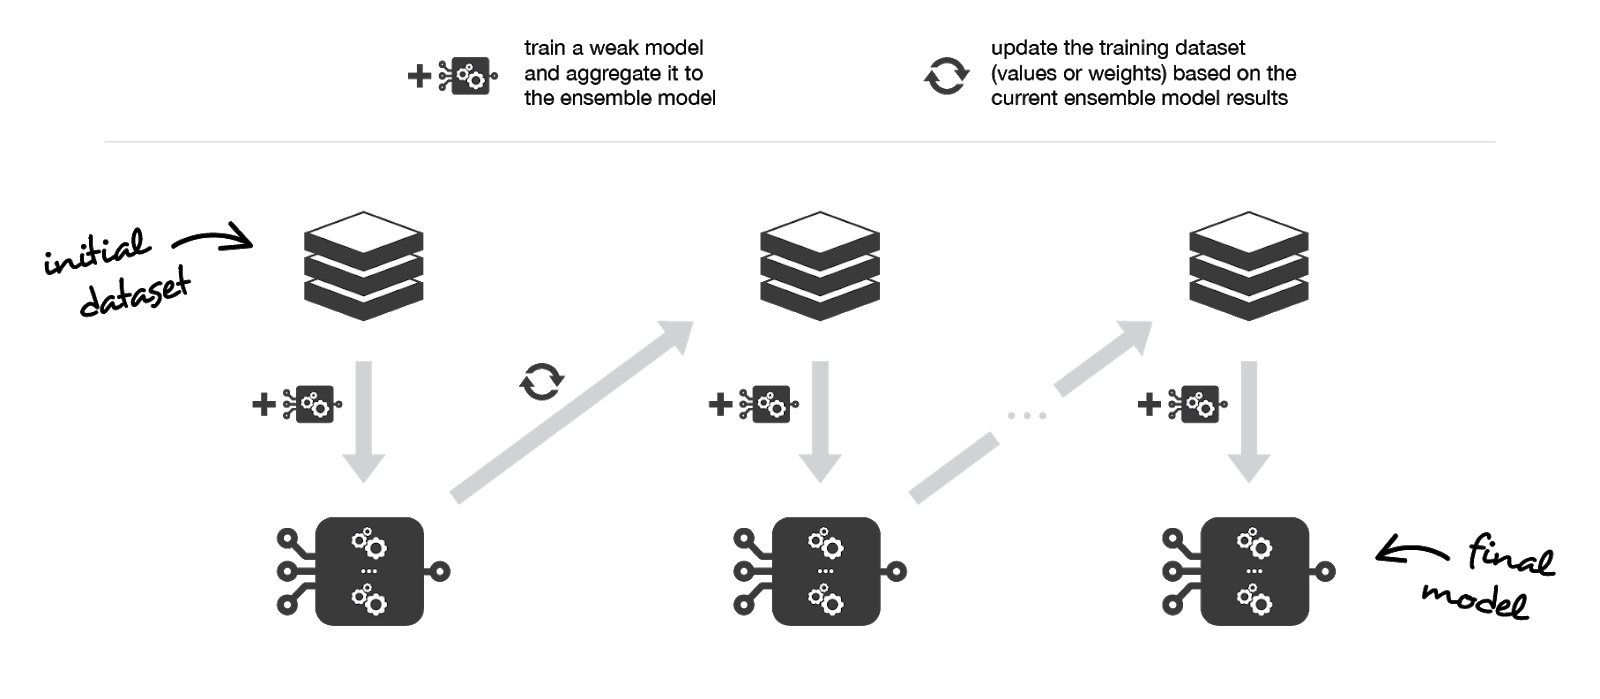 train a weak model
and aggregate it to
the ensemble model
update the training dataset
(values or weights) based on the
current ensemble model results
initial
dataset
final
model